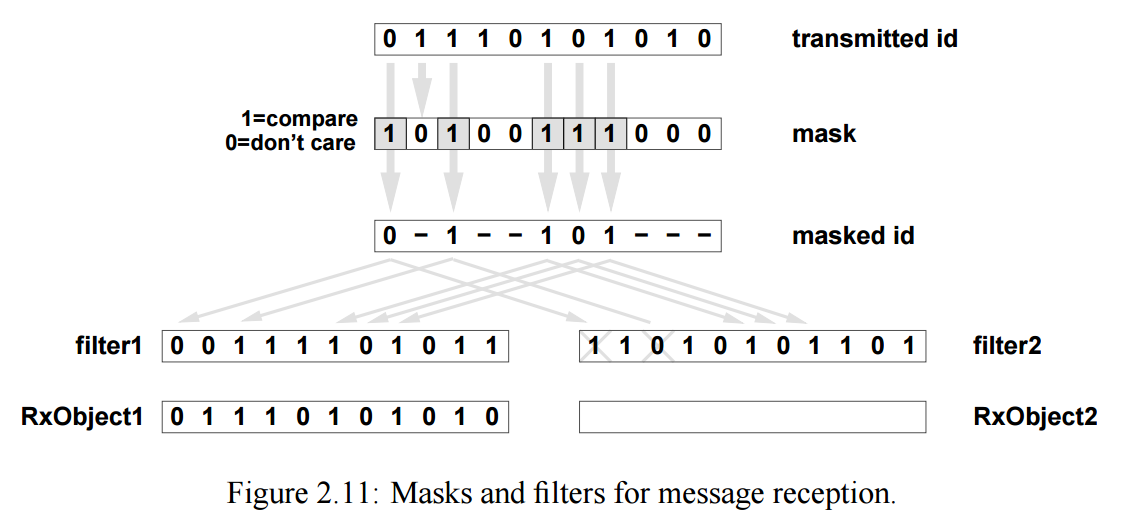 0 1 1 1 0 1 0 1 0 1 0 transmitted id
1=compare
0=don't care
1 0 1 0 0 1 1 1 0 0 0 mask
0 – 1 – – 1 0 1 – – – masked id
filter1 0 0 1 1 1 1 0 1 0 1 1
1 1 0 1 0 1 0 1 1 0 1 filter2
RxObject1 0 1 1 1 0 1 0 1 0 1 0
RxObject2
Figure 2.11: Masks and filters for message reception.